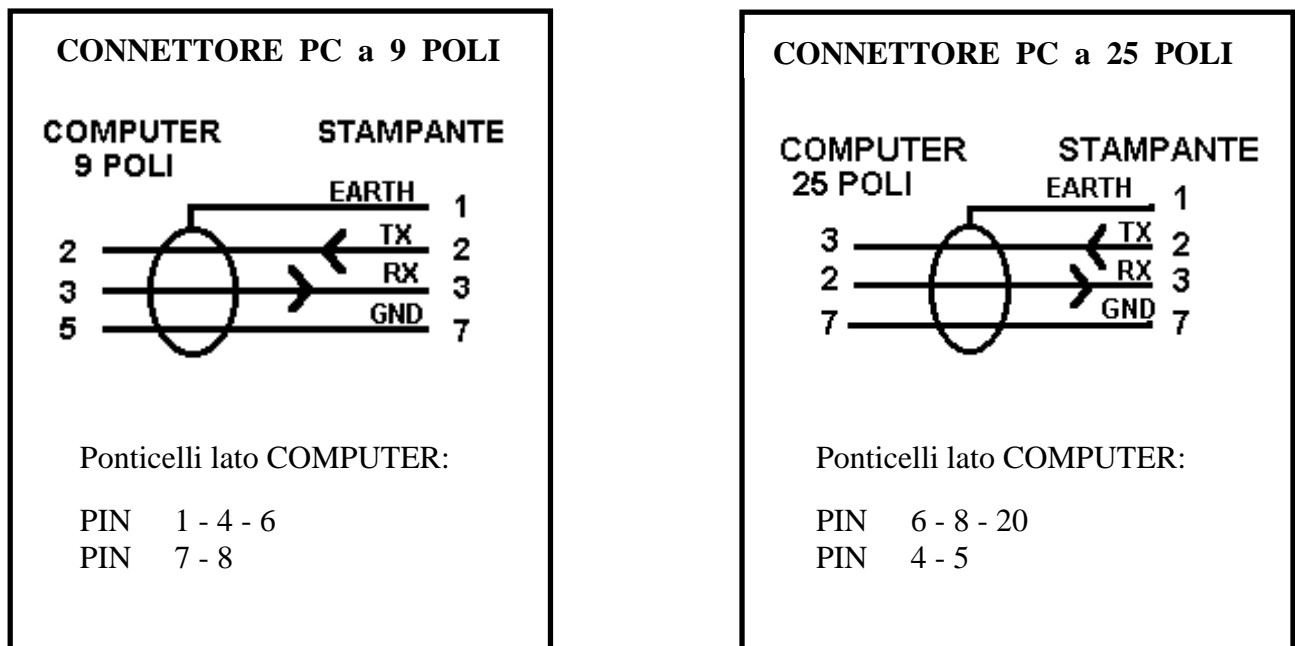 CONNETTORE PC a 9 POLI
COMPUTER STAMPANTE
9 POLI
EARTH 1
2 TX 2
3 RX 3
5 GND 7
Ponticelli lato COMPUTER:
PIN 1 - 4 - 6
PIN 7 - 8
CONNETTORE PC a 25 POLI
COMPUTER STAMPANTE
25 POLI
EARTH 1
3 TX 2
2 RX 3
7 GND 7
Ponticelli lato COMPUTER:
PIN 6 - 8 - 20
PIN 4 - 5